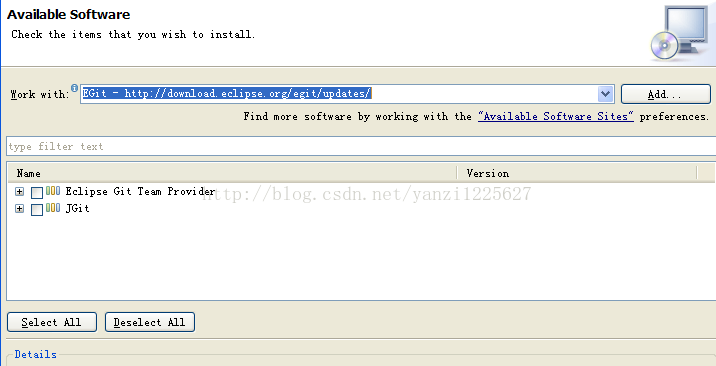 Available Software
Check the items that you wish to install.
Work with: EGit - http://download.eclipse.org/egit/updates/ Add...
Find more software by working with the "Available Software Sites" preferences.
type filter text
Name Version
Eclipse Git Team Provider
http://blog.csdn.net/yanzi1225627
JGit
Select All Deselect All
Details